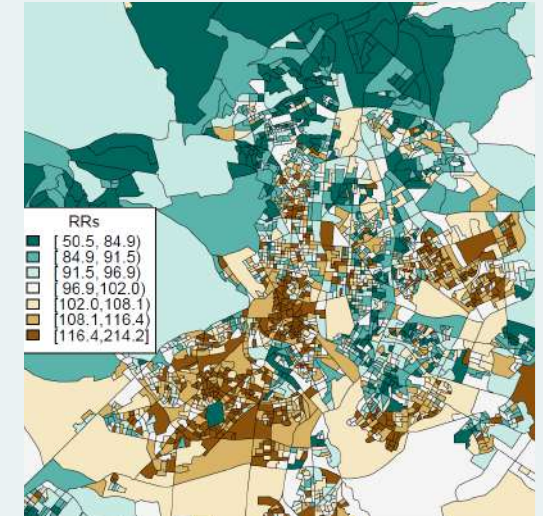 RRs
[ 50.5, 84.9)
[ 84.9, 91.5)
[ 91.5, 96.9)
[ 96.9,102.0)
[102.0,108.1)
[108.1,116.4)
[116.4,214.2]